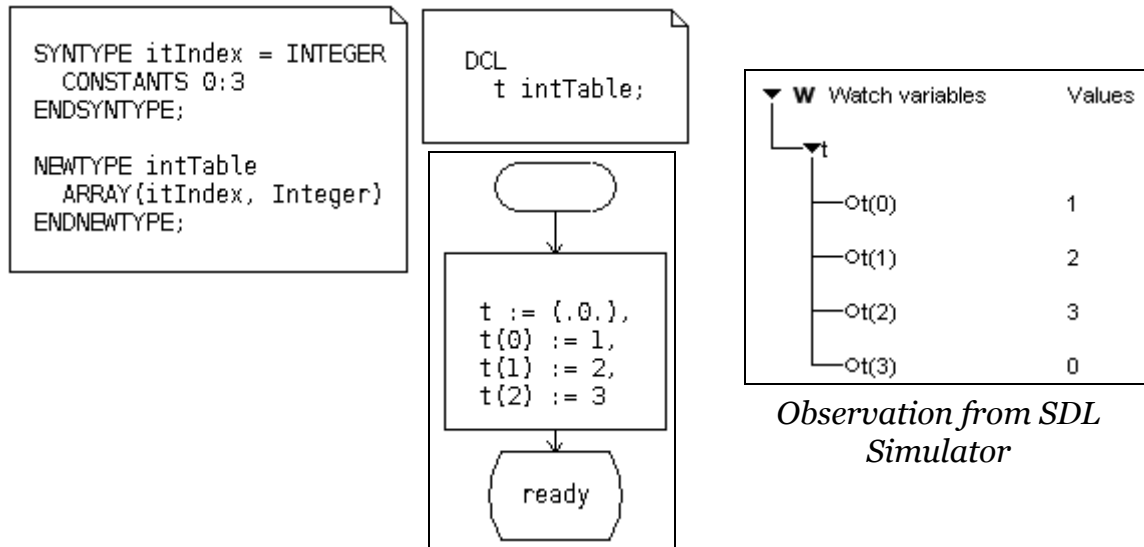 SYNTYPE itIndex = INTEGER
CONSTANTS 0:3
ENDSYNTYPE;
NEWTYPE intTable
ARRAY(itIndex, Integer)
ENDNEWTYPE;
DCL
t intTable;
t := (.0.),
t(0) := 1,
t(1) := 2,
t(2) := 3
ready
W Watch variables Values
t
t(0) 1
t(1) 2
t(2) 3
t(3) 0
Observation from SDL
Simulator